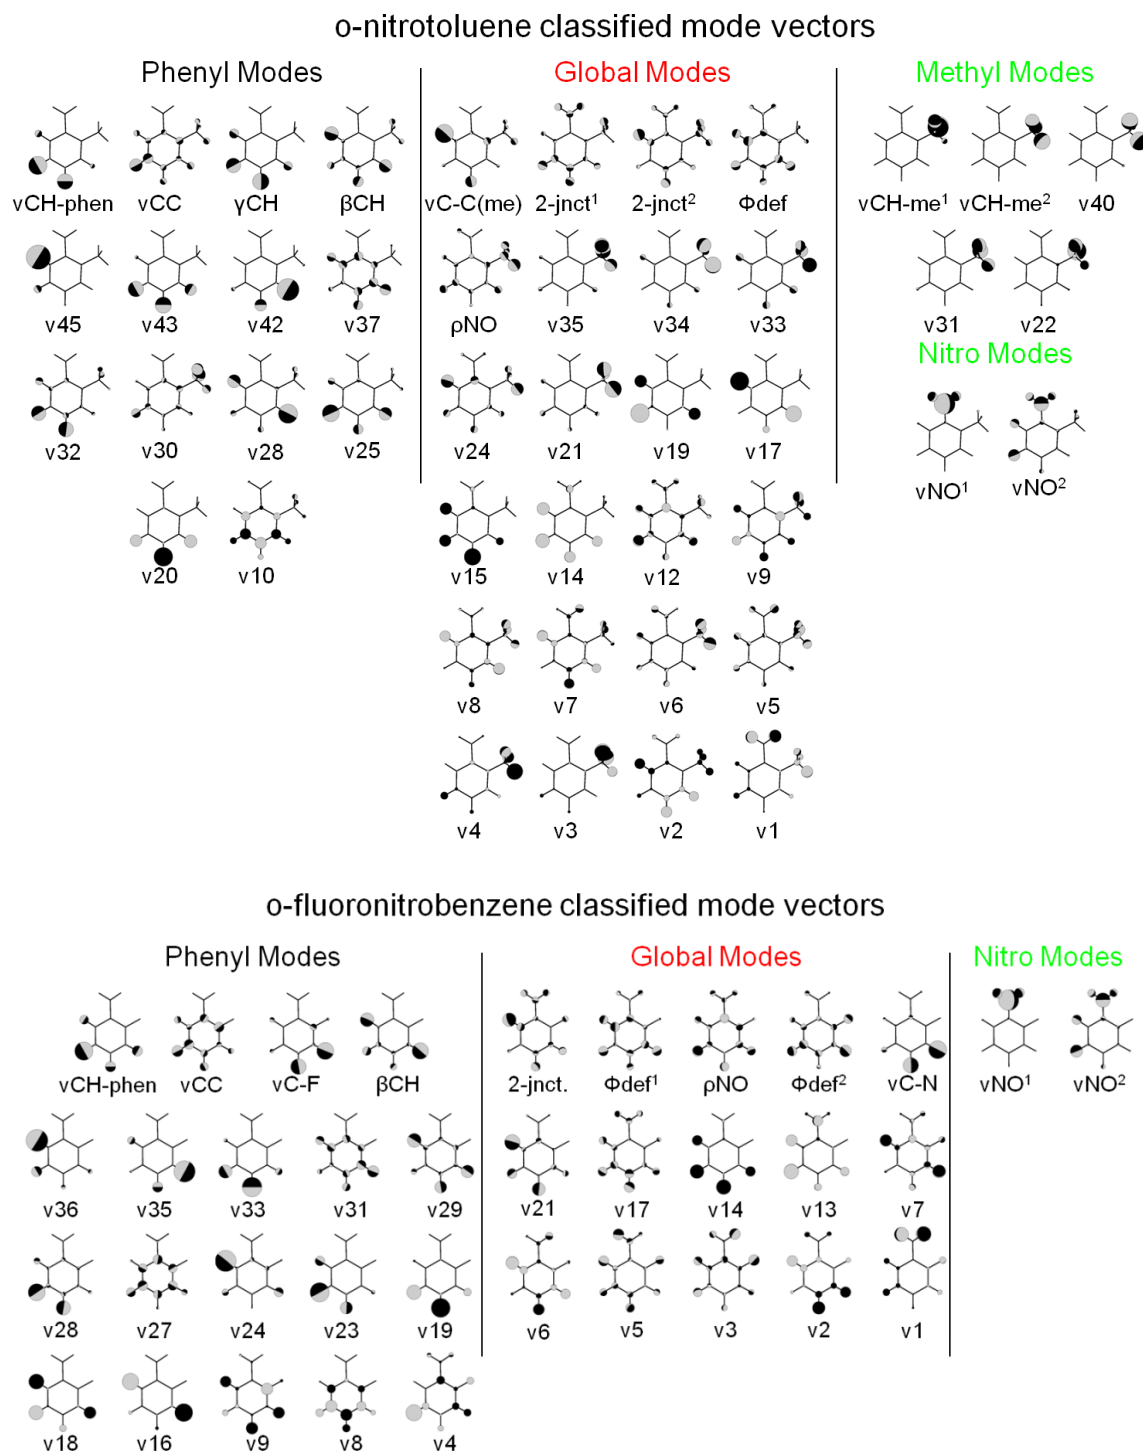 o-nitrotoluene classified mode vectors
Phenyl Modes Global Modes Methyl Modes
νCH-phen νCC γCH βCH νC-C(me) 2-jnct¹ 2-jnct² Φdef νCH-me¹ νCH-me² ν40
ν45 ν43 ν42 ν37 ρNO ν35 ν34 ν33 ν31 ν22
Nitro Modes
ν32 ν30 ν28 ν25 ν24 ν21 ν19 ν17 νNO¹ νNO²
ν20 ν10 ν15 ν14 ν12 ν9
ν8 ν7 ν6 ν5
ν4 ν3 ν2 ν1
o-fluoronitrobenzene classified mode vectors
Phenyl Modes Global Modes Nitro Modes
νCH-phen νCC νC-F βCH 2-jnct. Φdef¹ ρNO Φdef² νC-N νNO¹ νNO²
ν36 ν35 ν33 ν31 ν29 ν21 ν17 ν14 ν13 ν7
ν28 ν27 ν24 ν23 ν19 ν6 ν5 ν3 ν2 ν1
ν18 ν16 ν9 ν8 ν4